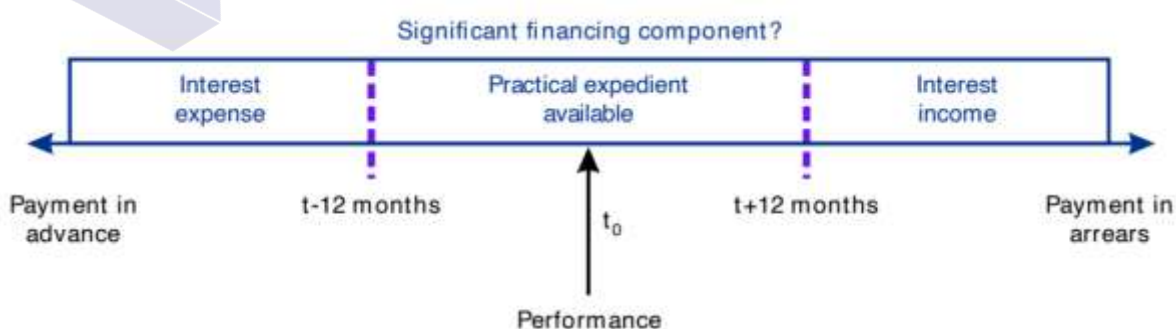 Significant financing component?
Interest
expense
Practical expedient
available
Interest
income
Payment in
advance
t-12 months
t0
t+12 months
Payment in
arrears
Performance